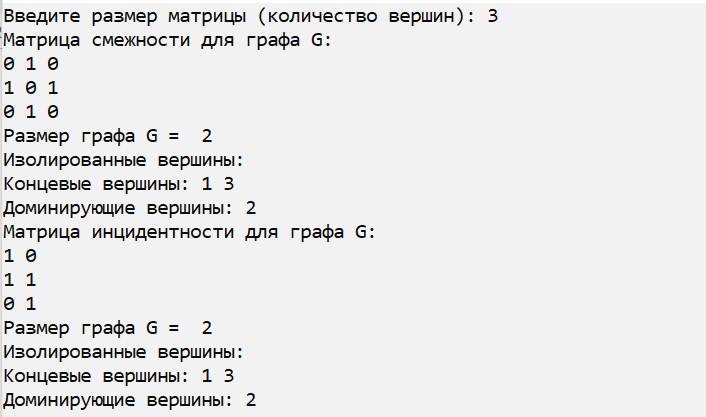 Введите размер матрицы (количество вершин): 3
Матрица смежности для графа G:
0 1 0
1 0 1
0 1 0
Размер графа G =  2
Изолированные вершины:
Концевые вершины: 1 3
Доминирующие вершины: 2
Матрица инцидентности для графа G:
1 0
1 1
0 1
Размер графа G =  2
Изолированные вершины:
Концевые вершины: 1 3
Доминирующие вершины: 2